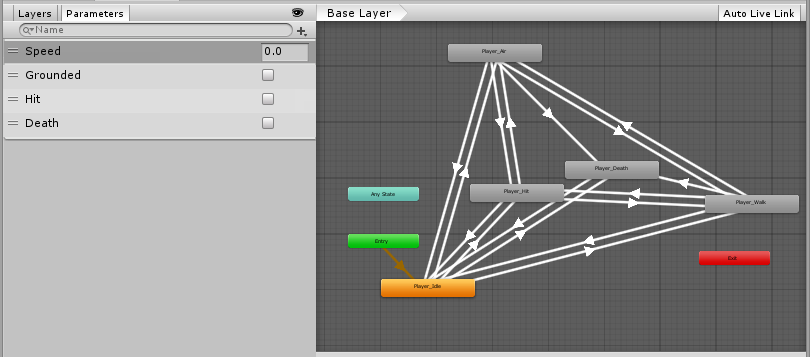 Layers Parameters
Name
Speed 0.0
Grounded
Hit
Death
Base Layer
Auto Live Link
Player_Air
Player_Death
Player_Hit
Any State
Player_Walk
Entry
Exit
Player_Idle